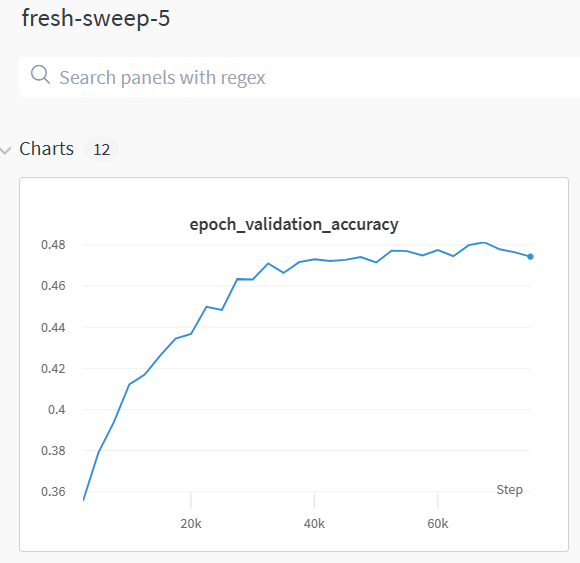 fresh-sweep-5
Search panels with regex
Charts 12
epoch_validation_accuracy
0.48
0.46
0.44
0.42
0.4
0.38
0.36
Step
20k 40k 60k